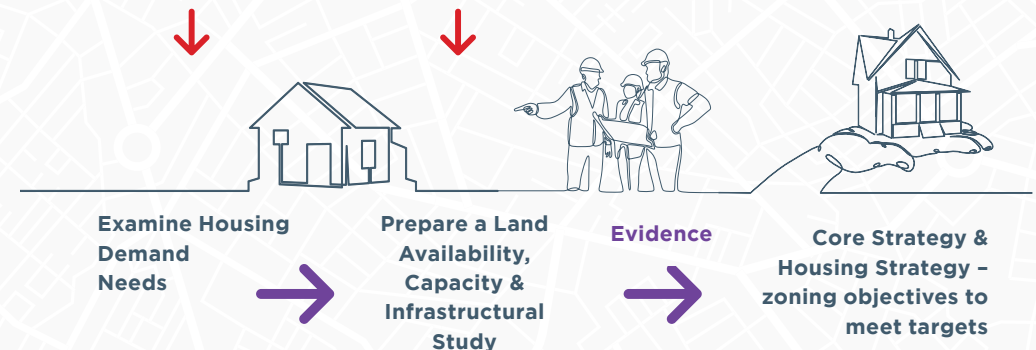 Examine Housing
Demand
Needs
Prepare a Land
Availability,
Capacity &
Infrastructural
Study
Evidence
Core Strategy &
Housing Strategy –
zoning objectives to
meet targets